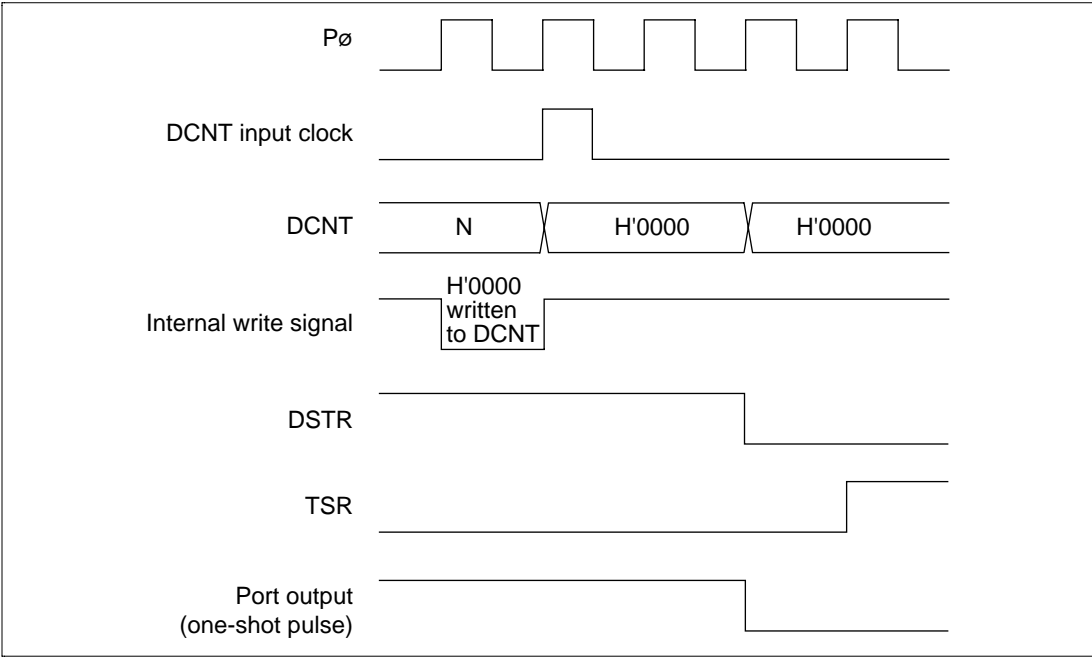 Pø
DCNT input clock
DCNT
N
H'0000
H'0000
H'0000
written
to DCNT
Internal write signal
DSTR
TSR
Port output
(one-shot pulse)